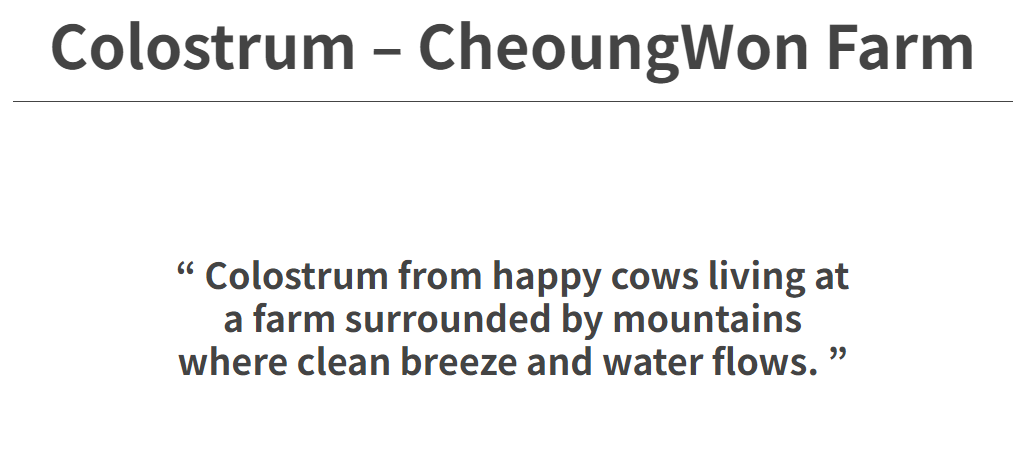 Colostrum – CheoungWon Farm
“ Colostrum from happy cows living at
a farm surrounded by mountains
where clean breeze and water flows. ”